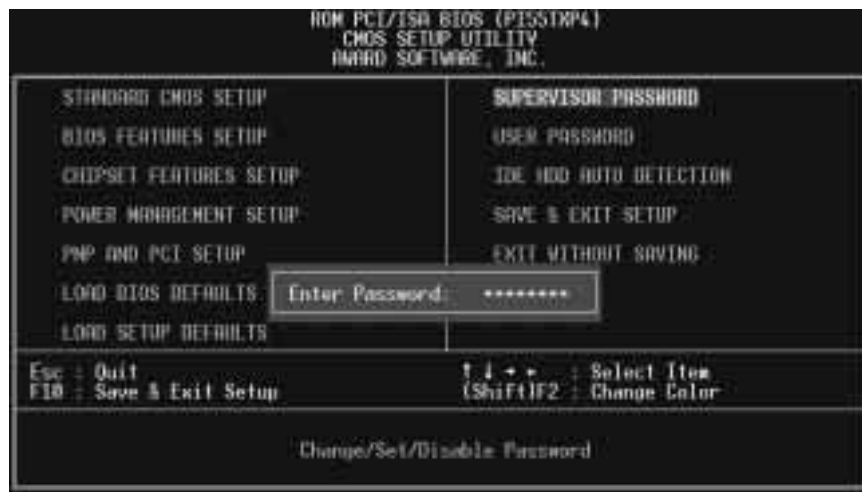 ROM PCI/ISA BIOS (PI55TXP4)
CMOS SETUP UTILITY
AWARD SOFTWARE, INC.
STANDARD CMOS SETUP
BIOS FEATURES SETUP
CHIPSET FEATURES SETUP
POWER MANAGEMENT SETUP
PNP AND PCI SETUP
LOAD BIOS DEFAULTS
LOAD SETUP DEFAULTS
SUPERVISOR PASSWORD
USER PASSWORD
IDE HDD AUTO DETECTION
SAVE & EXIT SETUP
EXIT WITHOUT SAVING
Enter Password: ********
Esc : Quit
F10 : Save & Exit Setup
↑ ↓ → ← : Select Item
(Shift)F2 : Change Color
Change/Set/Disable Password